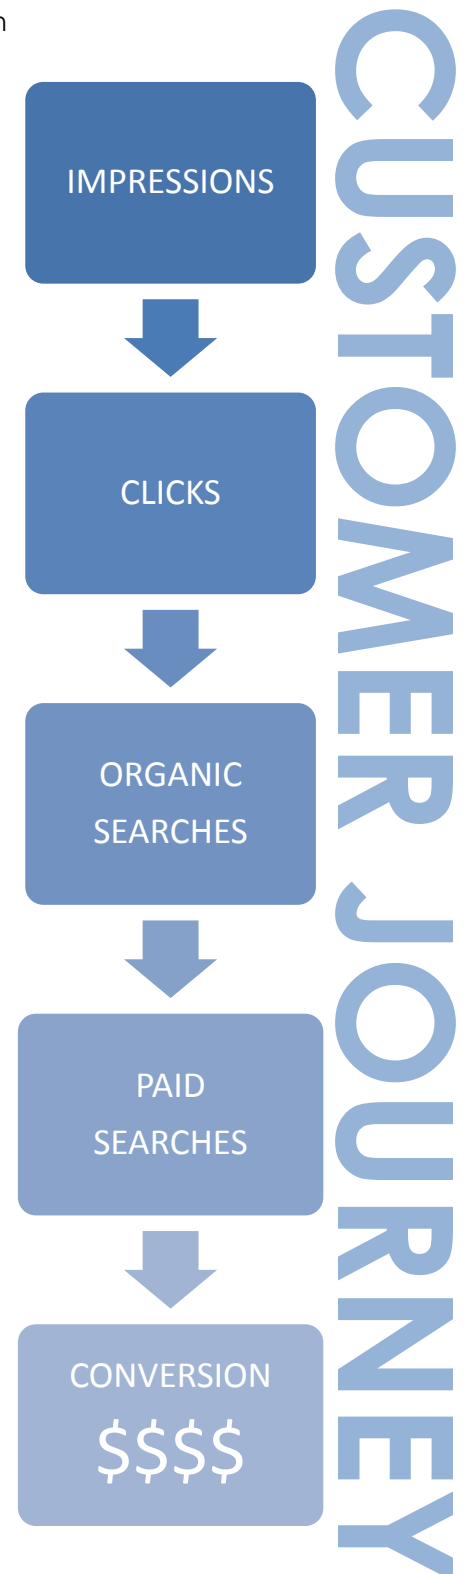 IMPRESSIONS
CLICKS
ORGANIC
SEARCHES
PAID
SEARCHES
CONVERSION
$$$$
CUSTOMER JOURNEY